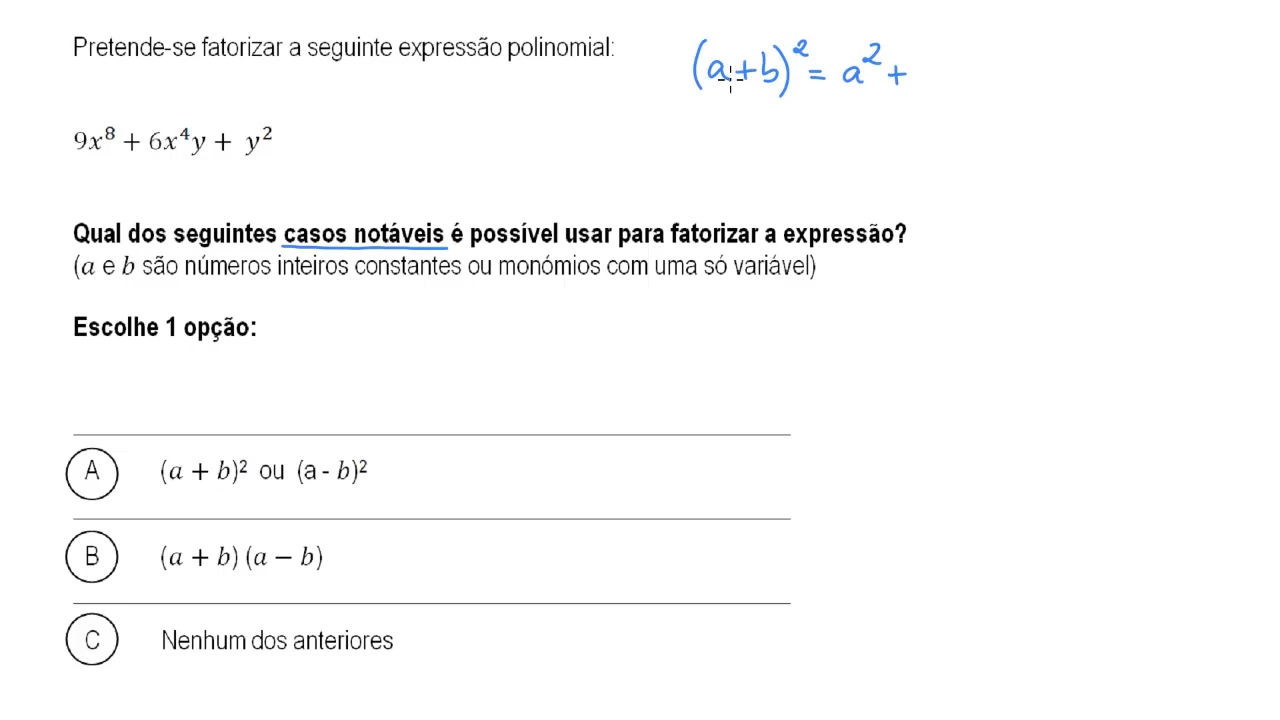 Pretende-se fatorizar a seguinte expressão polinomial:
(a+b)² = a² +
9x⁸ + 6x⁴y + y²
Qual dos seguintes casos notáveis é possível usar para fatorizar a expressão?
(a e b são números inteiros constantes ou monómios com uma só variável)
Escolhe 1 opção:
A (a + b)² ou (a - b)²
B (a + b) (a − b)
C Nenhum dos anteriores